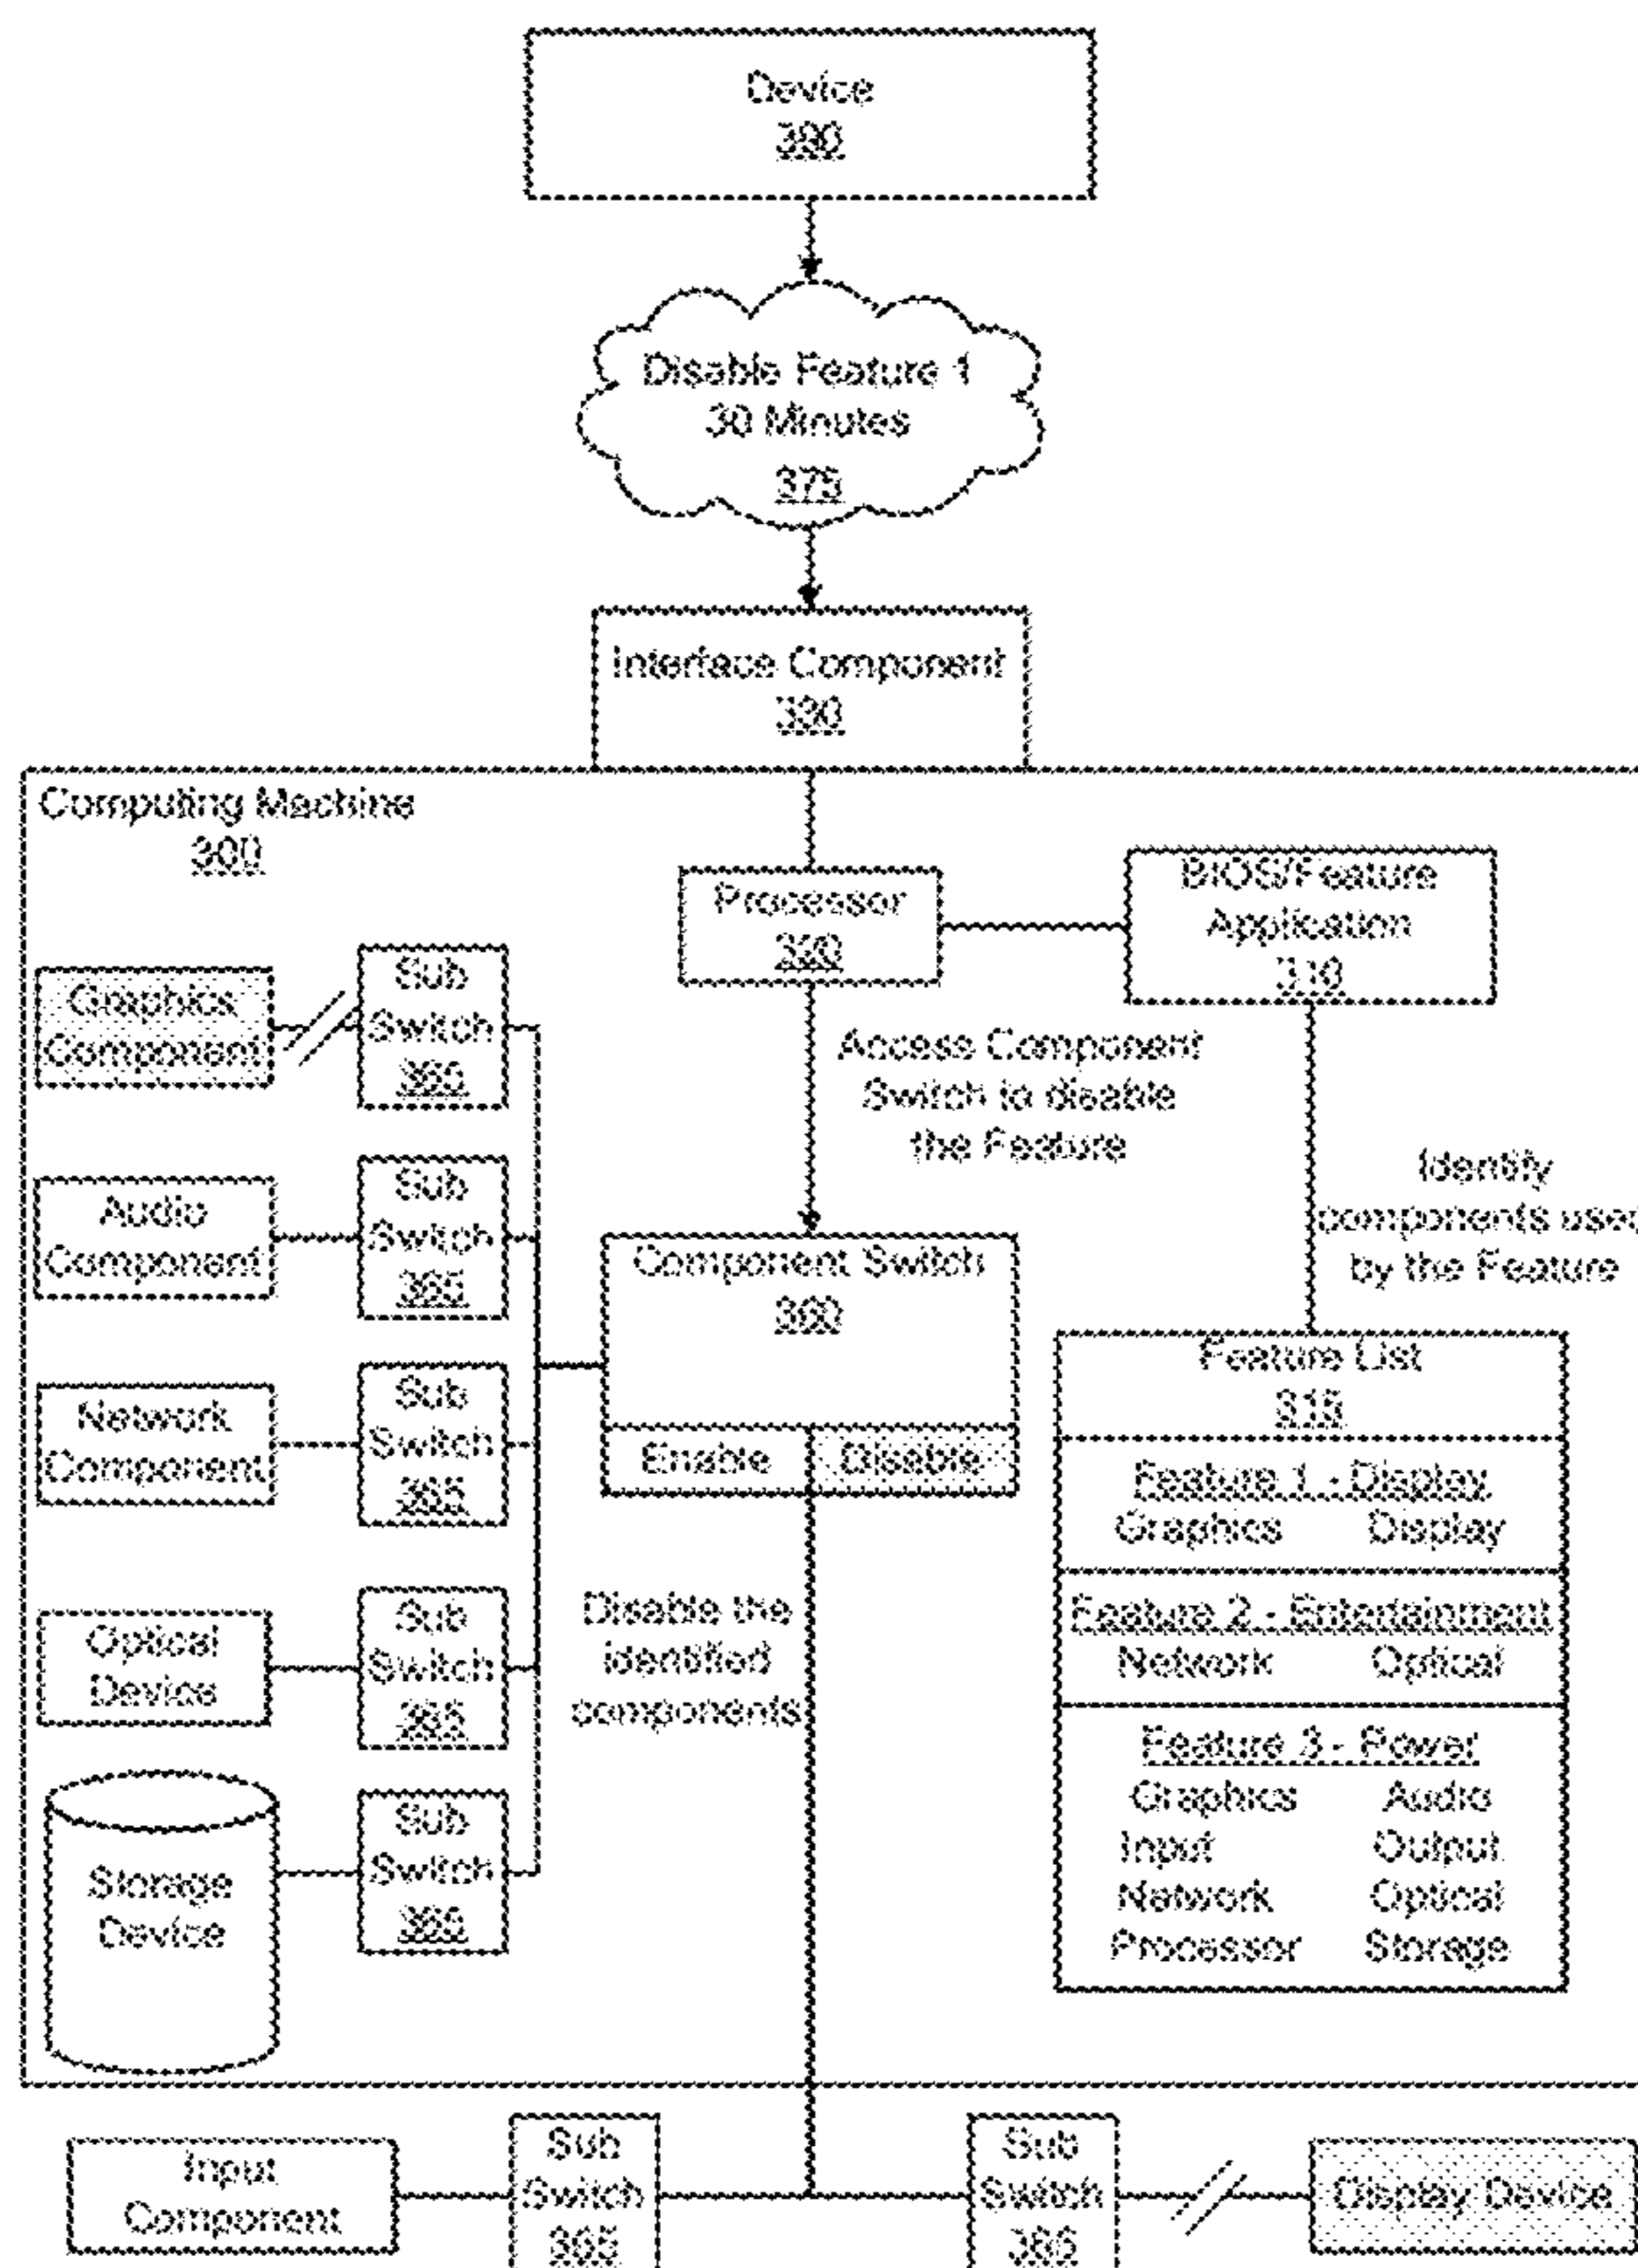 Device
380
Disable Feature 1
30 Minutes
375
Interface Component
330
Computing Machine
300
Processor
320
BIOS/Feature
Application
310
Graphics
Component
Sub
Switch
365
Access Component
Switch to disable
the Feature
Audio
Component
Sub
Switch
365
Identify
components used
by the Feature
Component Switch
360
Enable
Disable
Network
Component
Sub
Switch
365
Feature List
315
Feature 1 - Display
Graphics Display
Feature 2 - Entertainment
Network Optical
Feature 3 - Power
Graphics Audio
Input Output
Network Optical
Processor Storage
Optical
Device
Sub
Switch
365
Disable the
identified
components
Storage
Device
Sub
Switch
365
Input
Component
Sub
Switch
365
Sub
Switch
365
Display Device